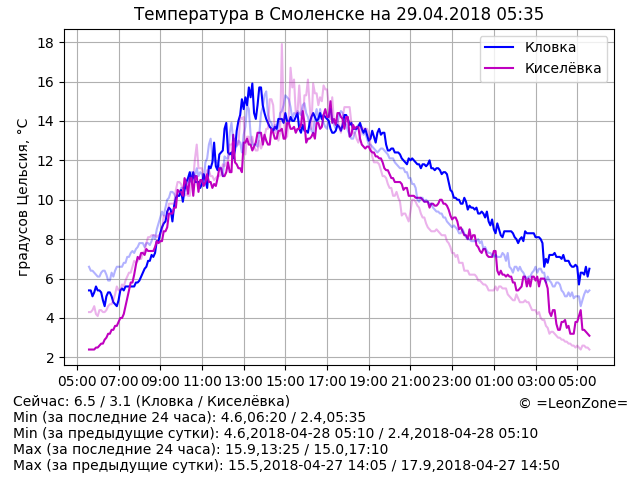 Температура в Смоленске на 29.04.2018 05:35
Кловка
Киселёвка
градусов Цельсия, °C
18
16
14
12
10
8
6
4
2
05:00 07:00 09:00 11:00 13:00 15:00 17:00 19:00 21:00 23:00 01:00 03:00 05:00
Сейчас: 6.5 / 3.1 (Кловка / Киселёвка)
© =LeonZone=
Min (за последние 24 часа): 4.6,06:20 / 2.4,05:35
Min (за предыдущие сутки): 4.6,2018-04-28 05:10 / 2.4,2018-04-28 05:10
Max (за последние 24 часа): 15.9,13:25 / 15.0,17:10
Max (за предыдущие сутки): 15.5,2018-04-27 14:05 / 17.9,2018-04-27 14:50